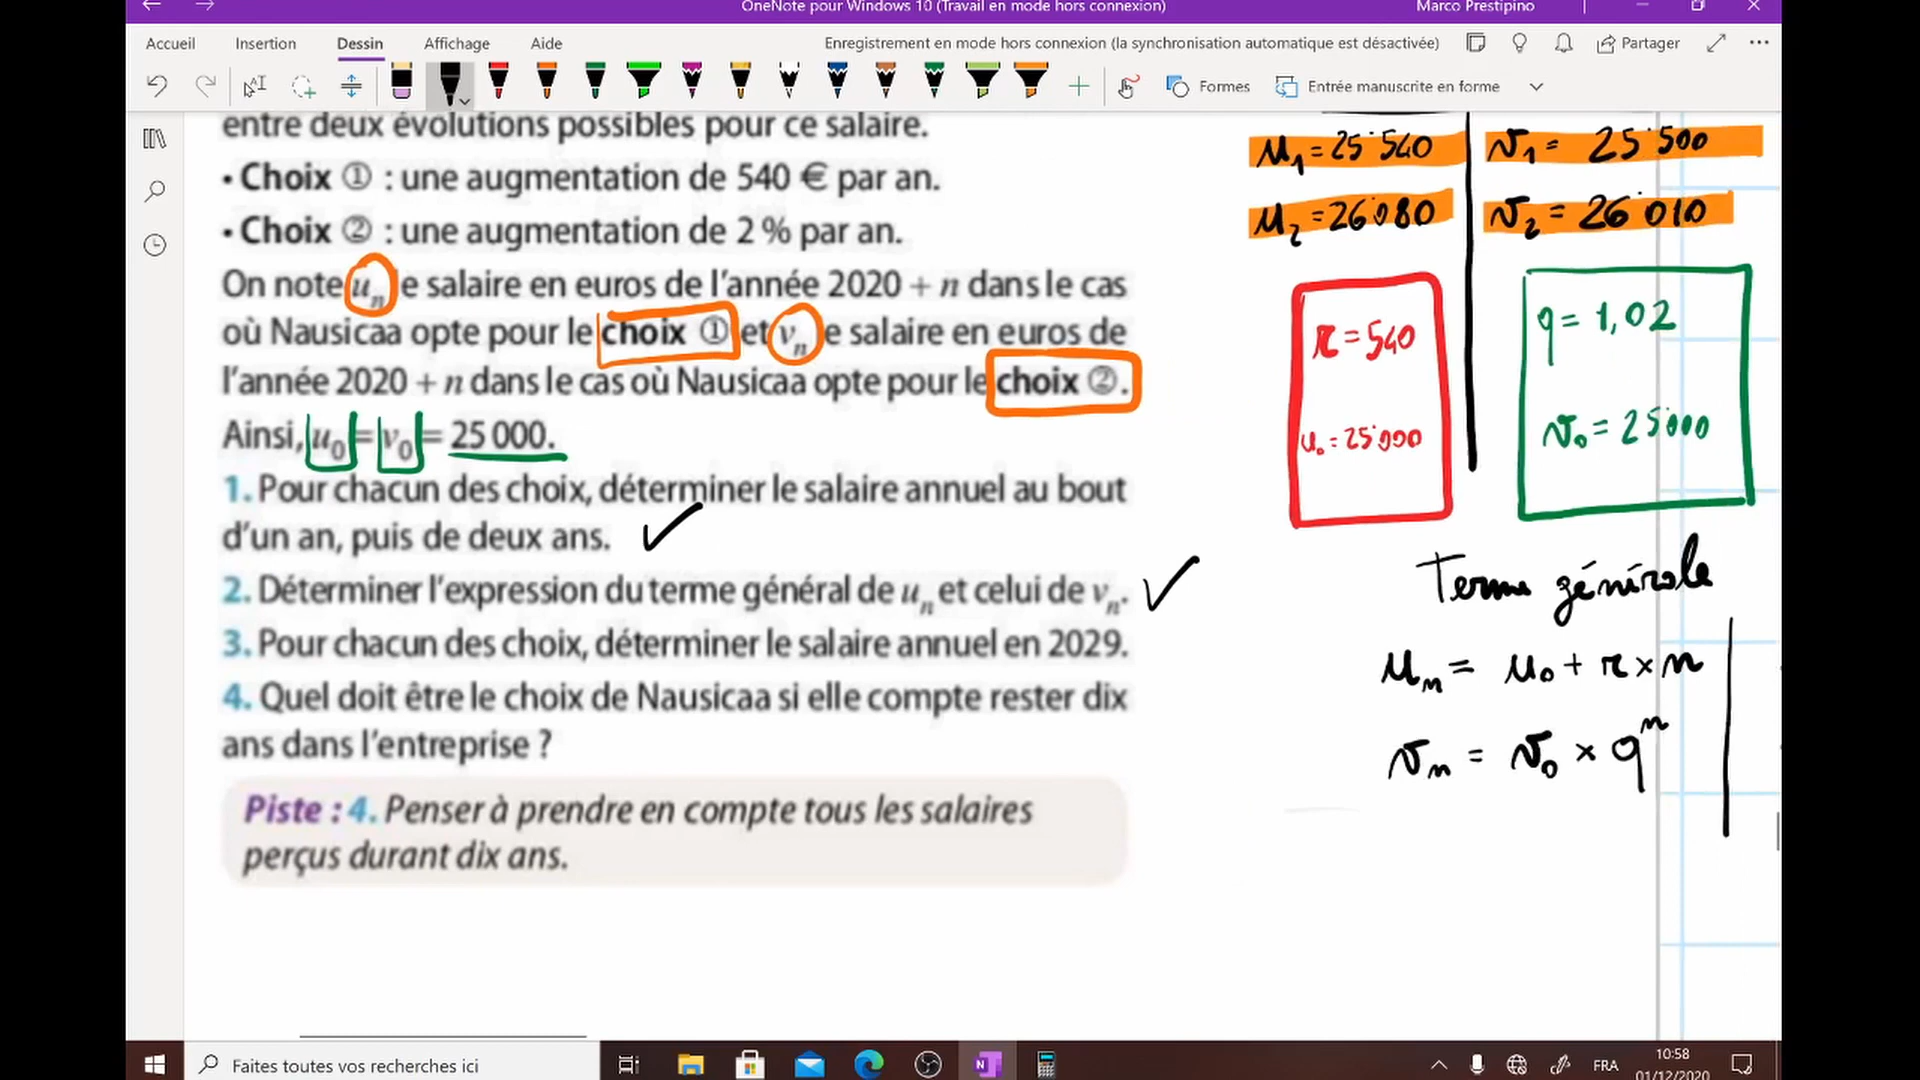 OneNote pour Windows 10 (Travail en mode hors connexion)
Marco Prestipino
Accueil Insertion Dessin Affichage Aide
Enregistrement en mode hors connexion (la synchronisation automatique est désactivée)
Partager
Formes
Entrée manuscrite en forme
entre deux évolutions possibles pour ce salaire.
• Choix ① : une augmentation de 540 € par an.
• Choix ② : une augmentation de 2 % par an.
On note uₙ le salaire en euros de l'année 2020 + n dans le cas
où Nausicaa opte pour le choix ① et vₙ le salaire en euros de
l'année 2020 + n dans le cas où Nausicaa opte pour le choix ②.
Ainsi, u₀ = v₀ = 25 000.
1. Pour chacun des choix, déterminer le salaire annuel au bout
d'un an, puis de deux ans.
2. Déterminer l'expression du terme général de uₙ et celui de vₙ.
3. Pour chacun des choix, déterminer le salaire annuel en 2029.
4. Quel doit être le choix de Nausicaa si elle compte rester dix
ans dans l'entreprise ?
Piste : 4. Penser à prendre en compte tous les salaires
perçus durant dix ans.
u₁ = 25'540
v₁ = 25'500
u₂ = 26'080
v₂ = 26'010
r = 540
u₀ = 25'000
q = 1,02
v₀ = 25'000
Terme générale
uₙ = u₀ + r × n
vₙ = v₀ × qⁿ
Faites toutes vos recherches ici
FRA
10:58
01/12/2020